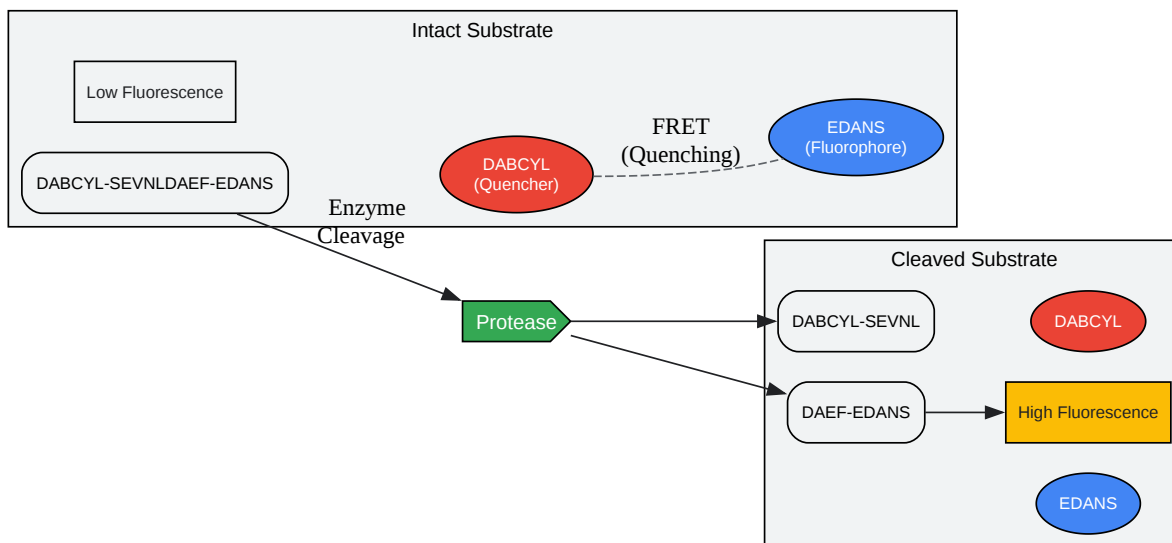 Intact Substrate
Low Fluorescence
DABCYL-SEVNLDAEF-EDANS
DABCYL
(Quencher)
FRET
(Quenching)
EDANS
(Fluorophore)
Enzyme
Cleavage
Protease
Cleaved Substrate
DABCYL-SEVNL
DABCYL
DAEF-EDANS
High Fluorescence
EDANS